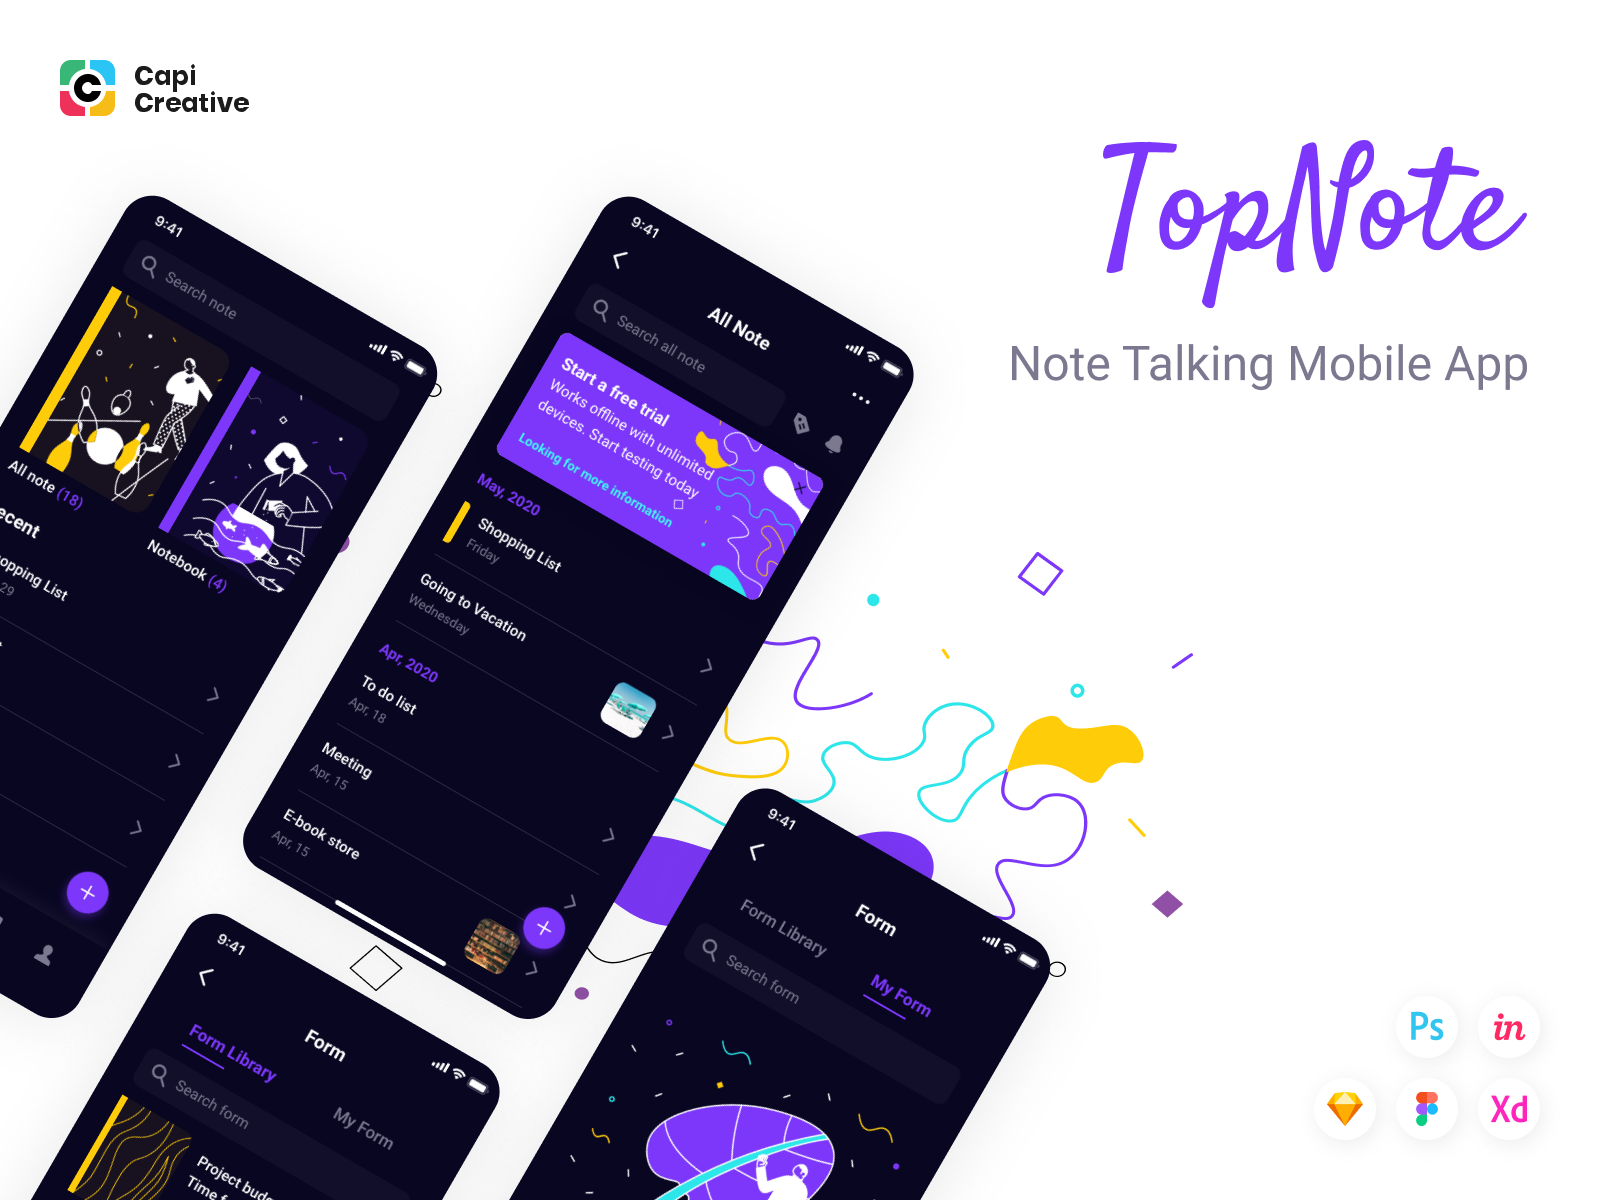 Capi
Creative
TopNote
Note Talking Mobile App
9:41
Search note
All note (18)
Notebook (4)
ecent
opping List
29
9:41
All Note
Search all note
Start a free trial
Works offline with unlimited
devices. Start testing today
Looking for more information
May, 2020
Shopping List
Friday
Going to Vacation
Wednesday
Apr, 2020
To do list
Apr, 18
Meeting
Apr, 15
E-book store
Apr, 15
9:41
Form
Form Library
My Form
Search form
Project budg
9:41
Form
Form Library
My Form
Search form
Ps
in
Xd